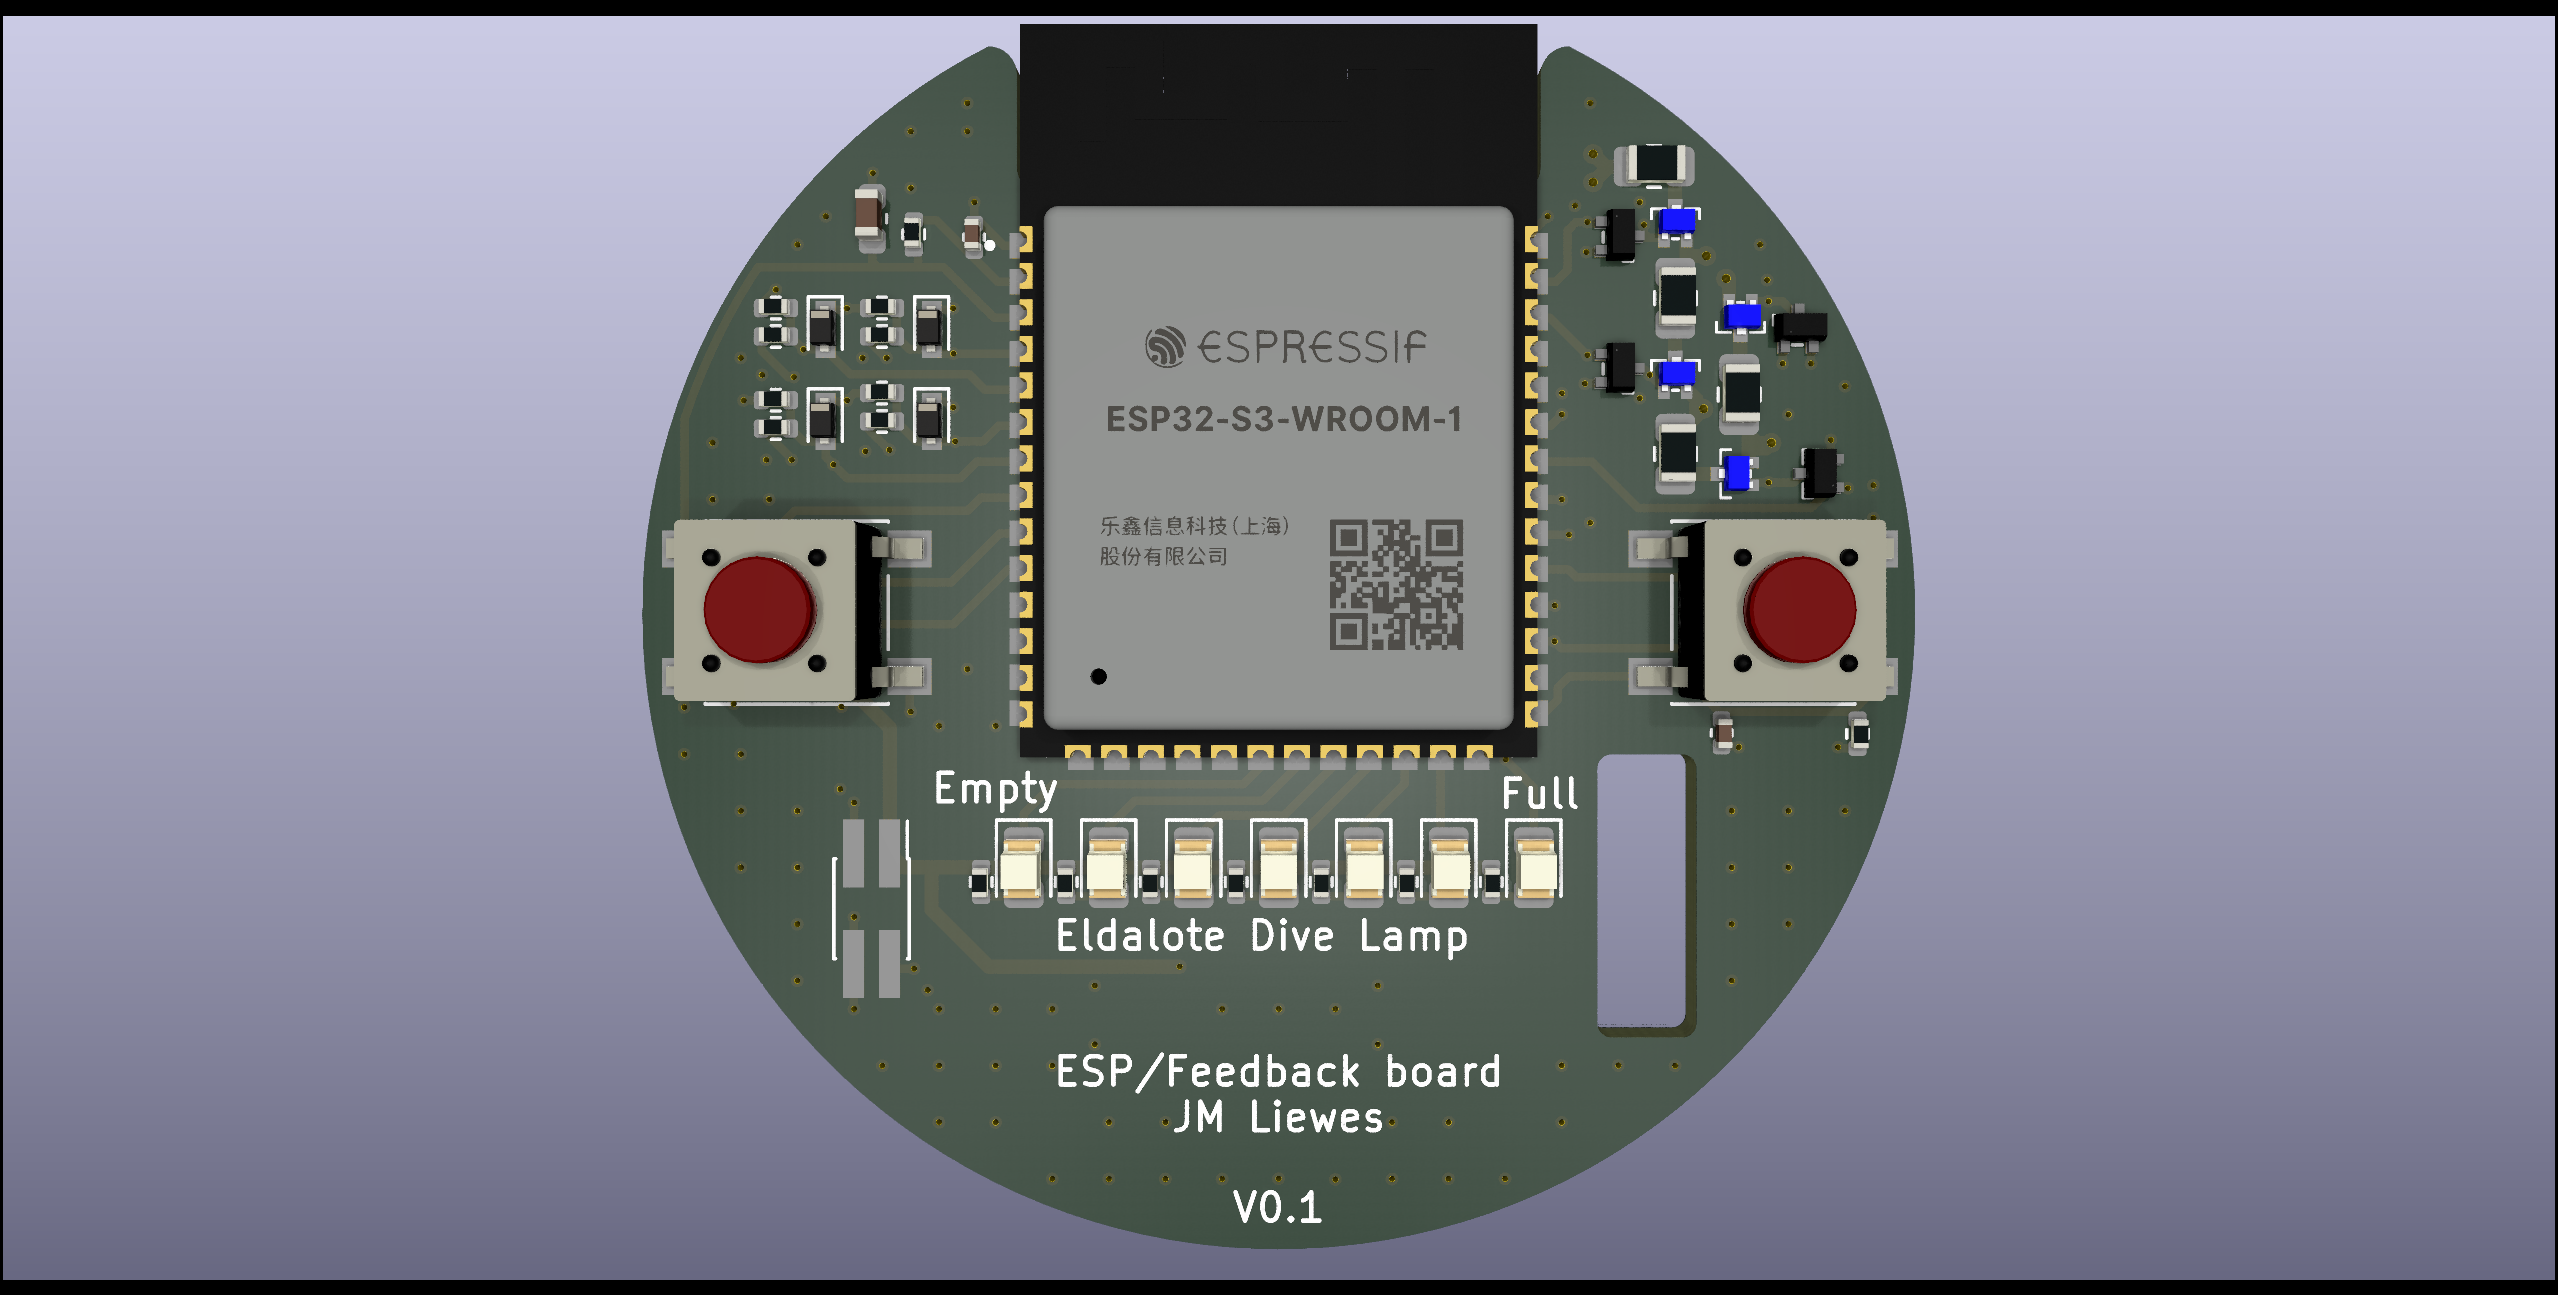 ESPRESSIF
ESP32-S3-WROOM-1
乐鑫信息科技(上海)
股份有限公司
Empty
Full
Eldalote Dive Lamp
ESP/Feedback board
JM Liewes
V0.1